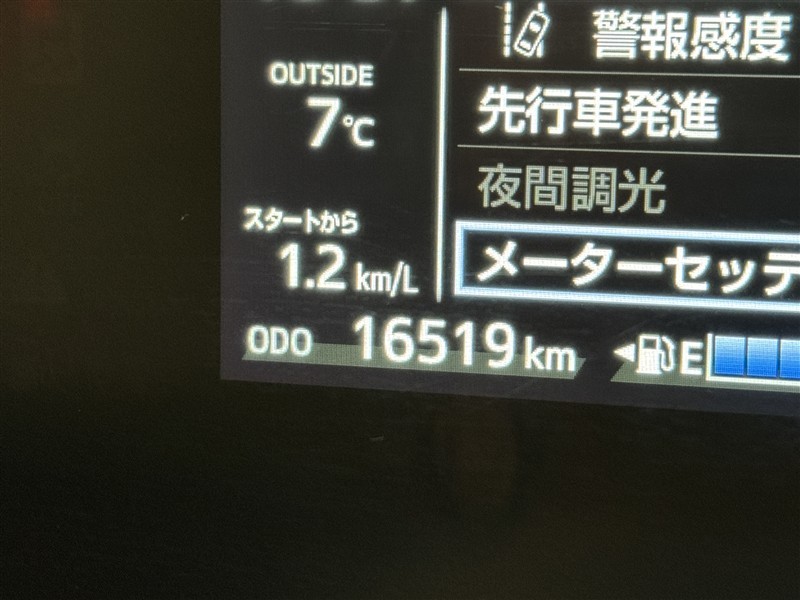 警報感度
OUTSIDE
7℃
先行車発進
夜間調光
スタートから
1.2 km/L
メーターセッテ
ODO 16519 km
E